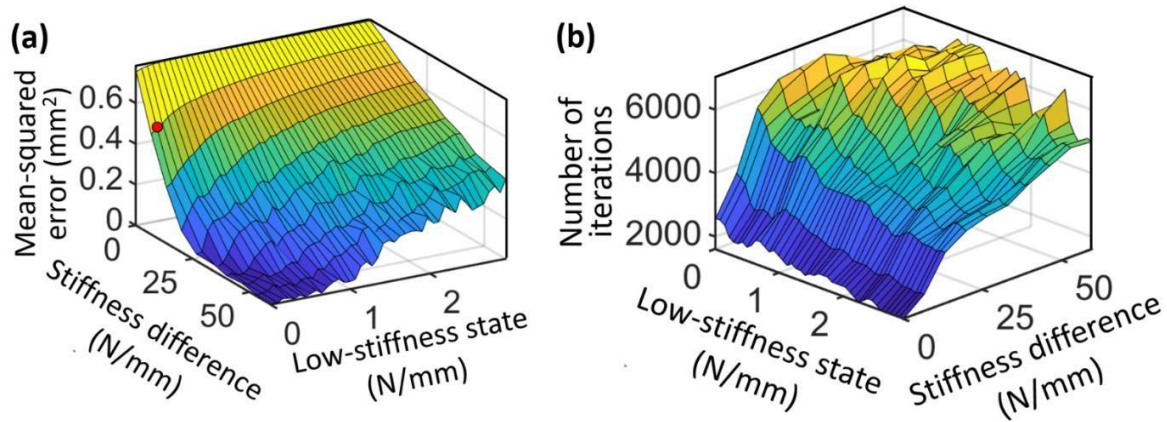 (a)
Mean-squared
error (mm²)
0.6
0.4
0.2
0
0
25
50
Stiffness difference
(N/mm)
0
1
2
Low-stiffness state
(N/mm)
(b)
Number of
iterations
6000
4000
2000
0
1
2
Low-stiffness state
(N/mm)
0
25
50
Stiffness difference
(N/mm)